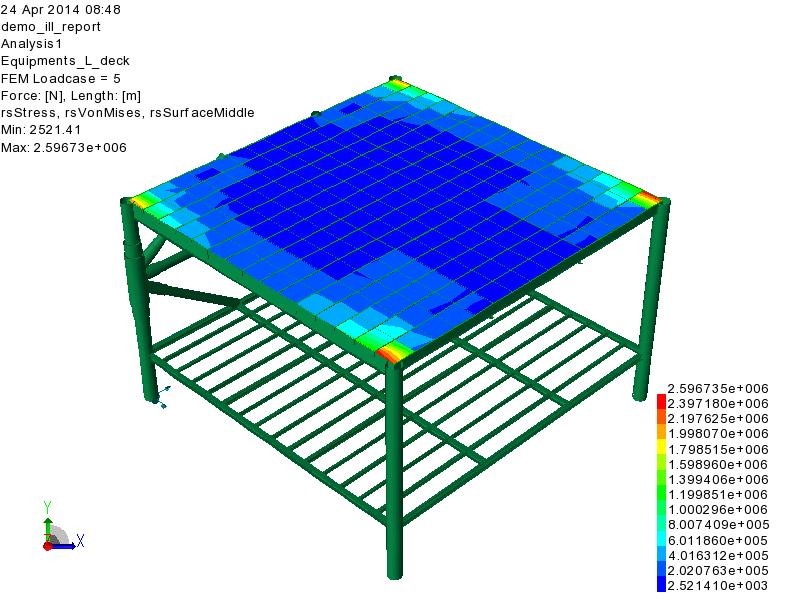 24 Apr 2014 08:48
demo_ill_report
Analysis1
Equipments_L_deck
FEM Loadcase = 5
Force: [N], Length: [m]
rsStress, rsVonMises, rsSurfaceMiddle
Min: 2521.41
Max: 2.59673e+006
2.596735e+006
2.397180e+006
2.197625e+006
1.998070e+006
1.798515e+006
1.598960e+006
1.399406e+006
1.199851e+006
1.000296e+006
8.007409e+005
6.011860e+005
4.016312e+005
2.020763e+005
2.521410e+003
Y
X